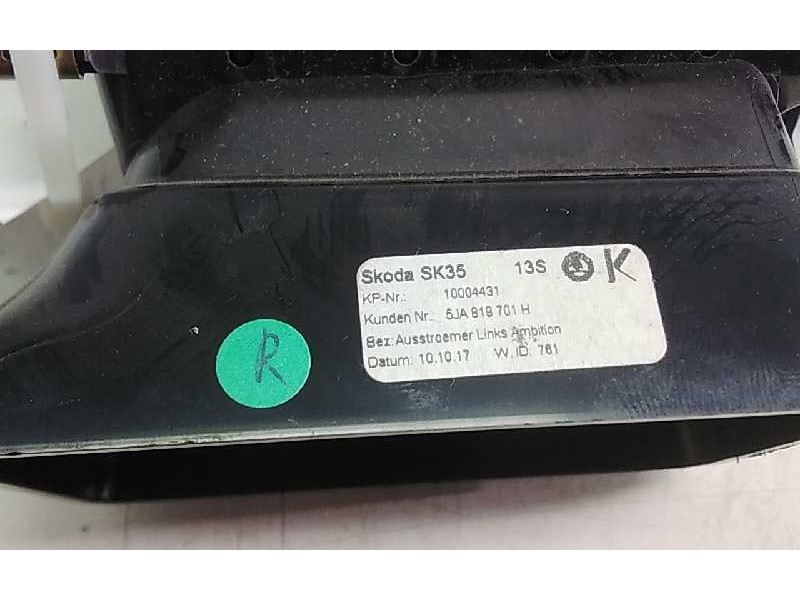 Skoda SK35 13S K
KP-Nr.: 10004431
Kunden Nr.: 5JA 819 701 H
Bez: Ausstroemer Links Ambition
Datum: 10.10.17 W. ID: 761
R